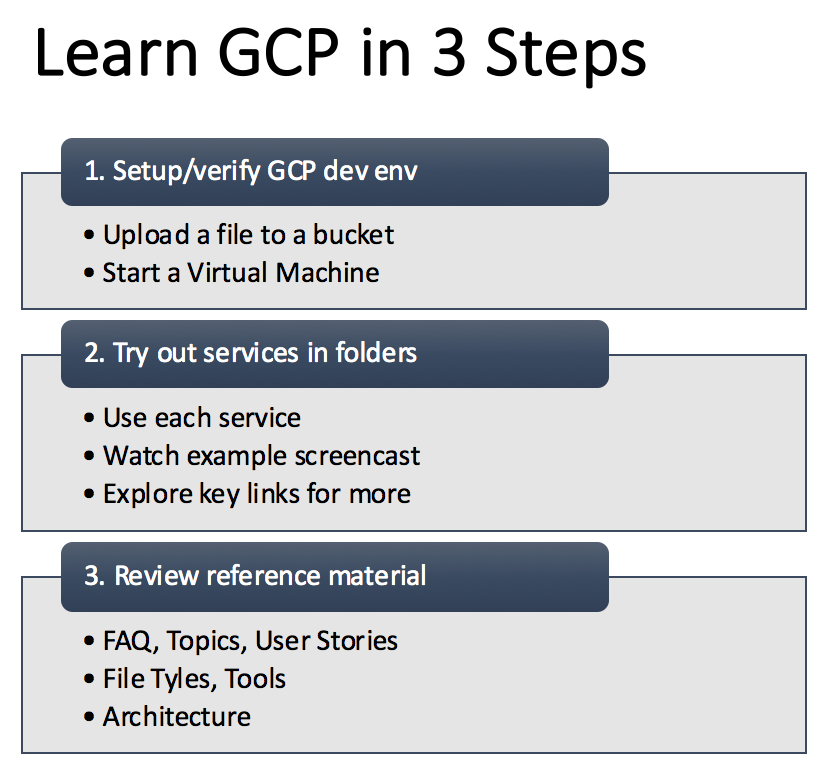 Learn GCP in 3 Steps
1. Setup/verify GCP dev env
• Upload a file to a bucket
• Start a Virtual Machine
2. Try out services in folders
• Use each service
• Watch example screencast
• Explore key links for more
3. Review reference material
• FAQ, Topics, User Stories
• File Tyles, Tools
• Architecture